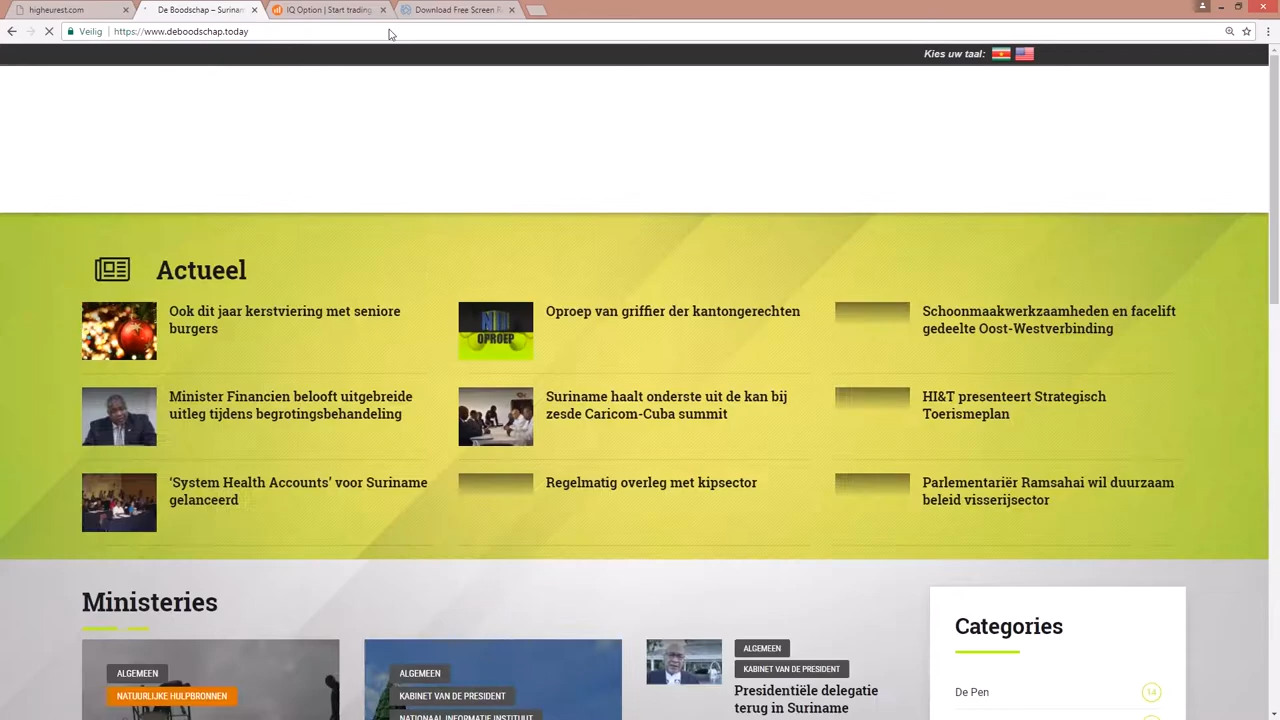 higheurest.com
De Boodschap – Surinam
IQ Option | Start trading
Download Free Screen R
Veilig
https://www.deboodschap.today
Kies uw taal:
Actueel
Ook dit jaar kerstviering met seniore
burgers
Oproep van griffier der kantongerechten
OPROEP
Schoonmaakwerkzaamheden en facelift
gedeelte Oost-Westverbinding
Minister Financien belooft uitgebreide
uitleg tijdens begrotingsbehandeling
Suriname haalt onderste uit de kan bij
zesde Caricom-Cuba summit
HI&T presenteert Strategisch
Toerismeplan
‘System Health Accounts’ voor Suriname
gelanceerd
Regelmatig overleg met kipsector
Parlementariër Ramsahai wil duurzaam
beleid visserijsector
Ministeries
ALGEMEEN
NATUURLIJKE HULPBRONNEN
ALGEMEEN
KABINET VAN DE PRESIDENT
NATIONAAL INFORMATIE INSTITUUT
ALGEMEEN
KABINET VAN DE PRESIDENT
Presidentiële delegatie
terug in Suriname
Categories
De Pen
14